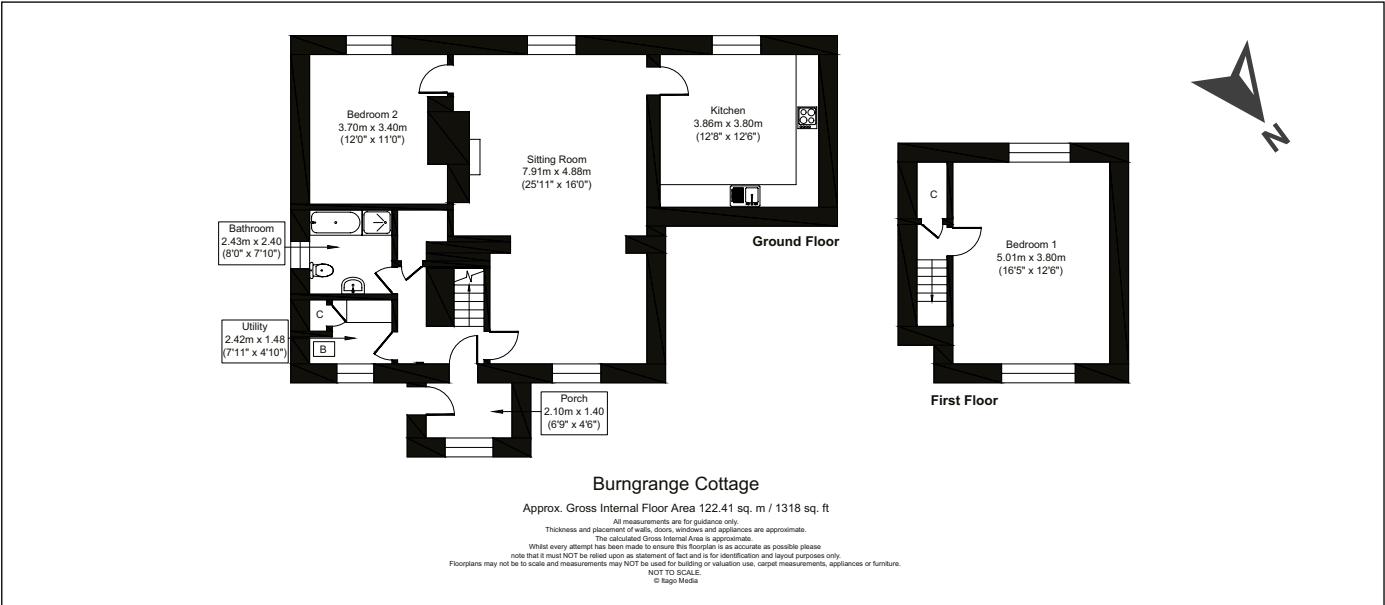 Bedroom 2
3.70m x 3.40m
(12'0" x 11'0")
Sitting Room
7.91m x 4.88m
(25'11" x 16'0")
Kitchen
3.86m x 3.80m
(12'8" x 12'6")
N
Bathroom
2.43m x 2.40
(8'0" x 7'10")
Ground Floor
C
Bedroom 1
5.01m x 3.80m
(16'5" x 12'6")
C
Utility
2.42m x 1.48
(7'11" x 4'10")
B
Porch
2.10m x 1.40
(6'9" x 4'6")
First Floor
Burngrange Cottage
Approx. Gross Internal Floor Area 122.41 sq. m / 1318 sq. ft
All measurements are for guidance only.
Thickness and placement of walls, doors, windows and appliances are approximate.
The calculated Gross Internal Area is approximate.
Whilst every attempt has been made to ensure this floorplan is as accurate as possible please
note that it must NOT be relied upon as statement of fact and is for identification and layout purposes only.
Floorplans may not be to scale and measurements may NOT be used for building or valuation use, carpet measurements, appliances or furniture.
NOT TO SCALE.
© Itago Media